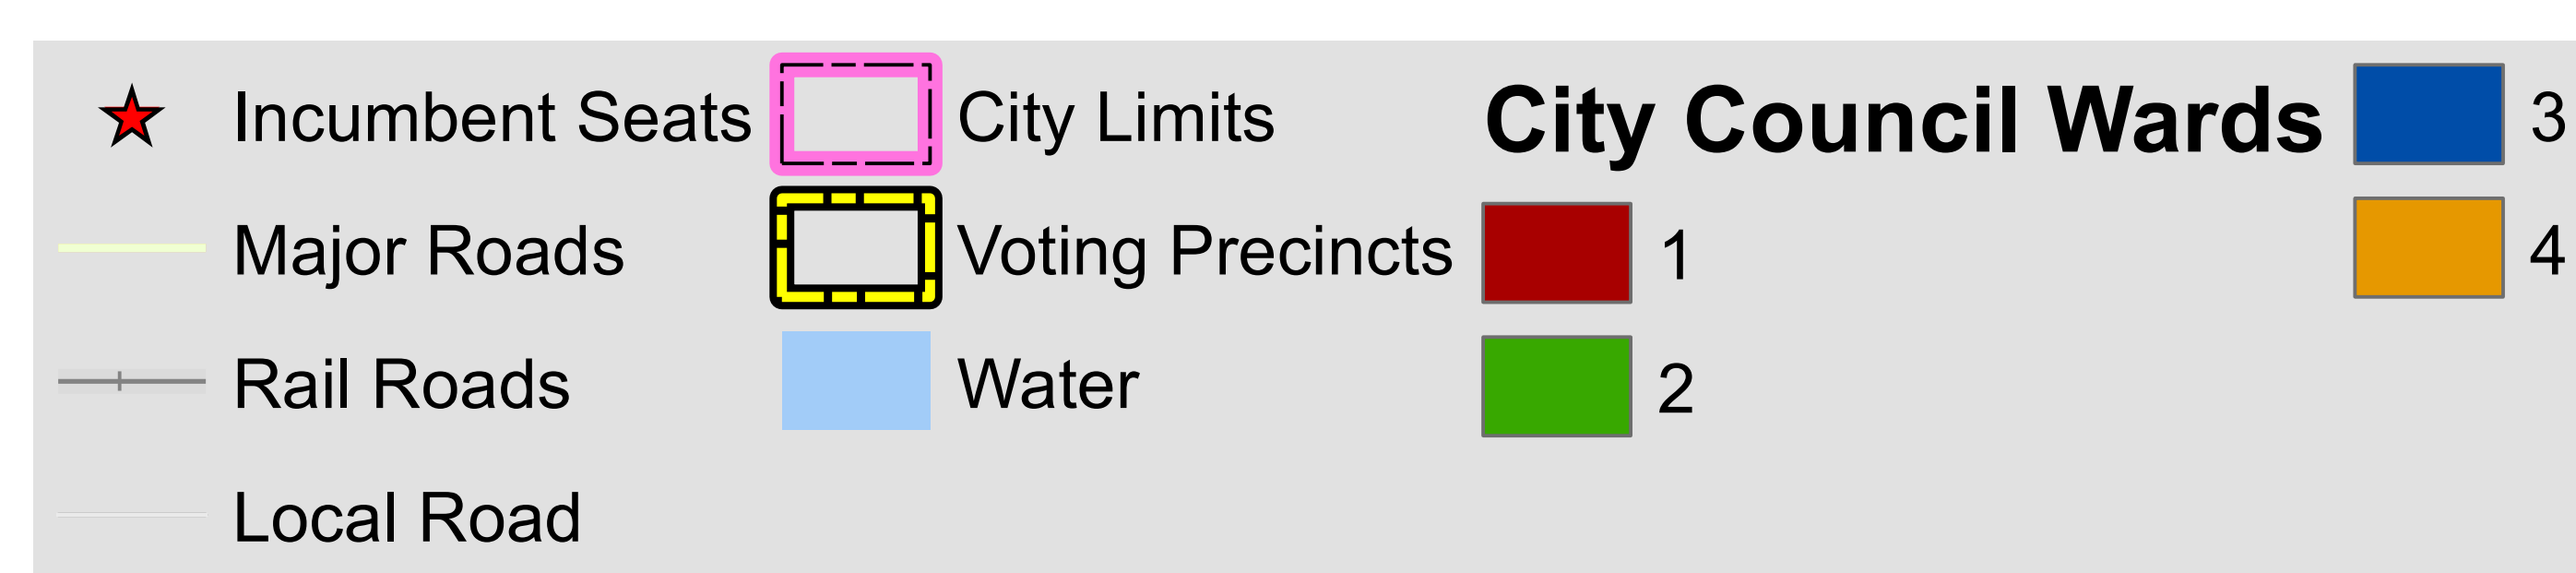 Incumbent Seats
Major Roads
Rail Roads
Local Road
City Limits
Voting Precincts
Water
City Council Wards
1
2
3
4